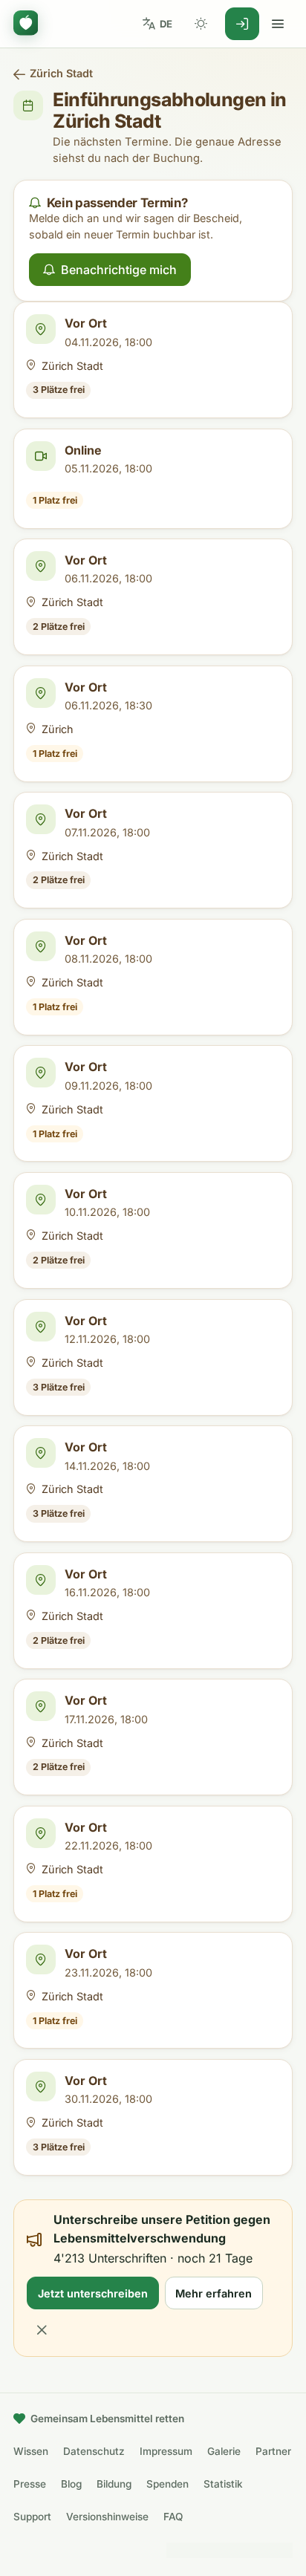 DE
Zürich Stadt
Einführungsabholungen in
Zürich Stadt
Die nächsten Termine. Die genaue Adresse
siehst du nach der Buchung.
Kein passender Termin?
Melde dich an und wir sagen dir Bescheid,
sobald ein neuer Termin buchbar ist.
Benachrichtige mich
Vor Ort
04.11.2026, 18:00
Zürich Stadt
3 Plätze frei
Online
05.11.2026, 18:00
1 Platz frei
Vor Ort
06.11.2026, 18:00
Zürich Stadt
2 Plätze frei
Vor Ort
06.11.2026, 18:30
Zürich
1 Platz frei
Vor Ort
07.11.2026, 18:00
Zürich Stadt
2 Plätze frei
Vor Ort
08.11.2026, 18:00
Zürich Stadt
1 Platz frei
Vor Ort
09.11.2026, 18:00
Zürich Stadt
1 Platz frei
Vor Ort
10.11.2026, 18:00
Zürich Stadt
2 Plätze frei
Vor Ort
12.11.2026, 18:00
Zürich Stadt
3 Plätze frei
Vor Ort
14.11.2026, 18:00
Zürich Stadt
3 Plätze frei
Vor Ort
16.11.2026, 18:00
Zürich Stadt
2 Plätze frei
Vor Ort
17.11.2026, 18:00
Zürich Stadt
2 Plätze frei
Vor Ort
22.11.2026, 18:00
Zürich Stadt
1 Platz frei
Vor Ort
23.11.2026, 18:00
Zürich Stadt
1 Platz frei
Vor Ort
30.11.2026, 18:00
Zürich Stadt
3 Plätze frei
Unterschreibe unsere Petition gegen
Lebensmittelverschwendung
4'213 Unterschriften · noch 21 Tage
Jetzt unterschreiben Mehr erfahren
Gemeinsam Lebensmittel retten
Wissen Datenschutz Impressum Galerie Partner
Presse Blog Bildung Spenden Statistik
Support Versionshinweise FAQ